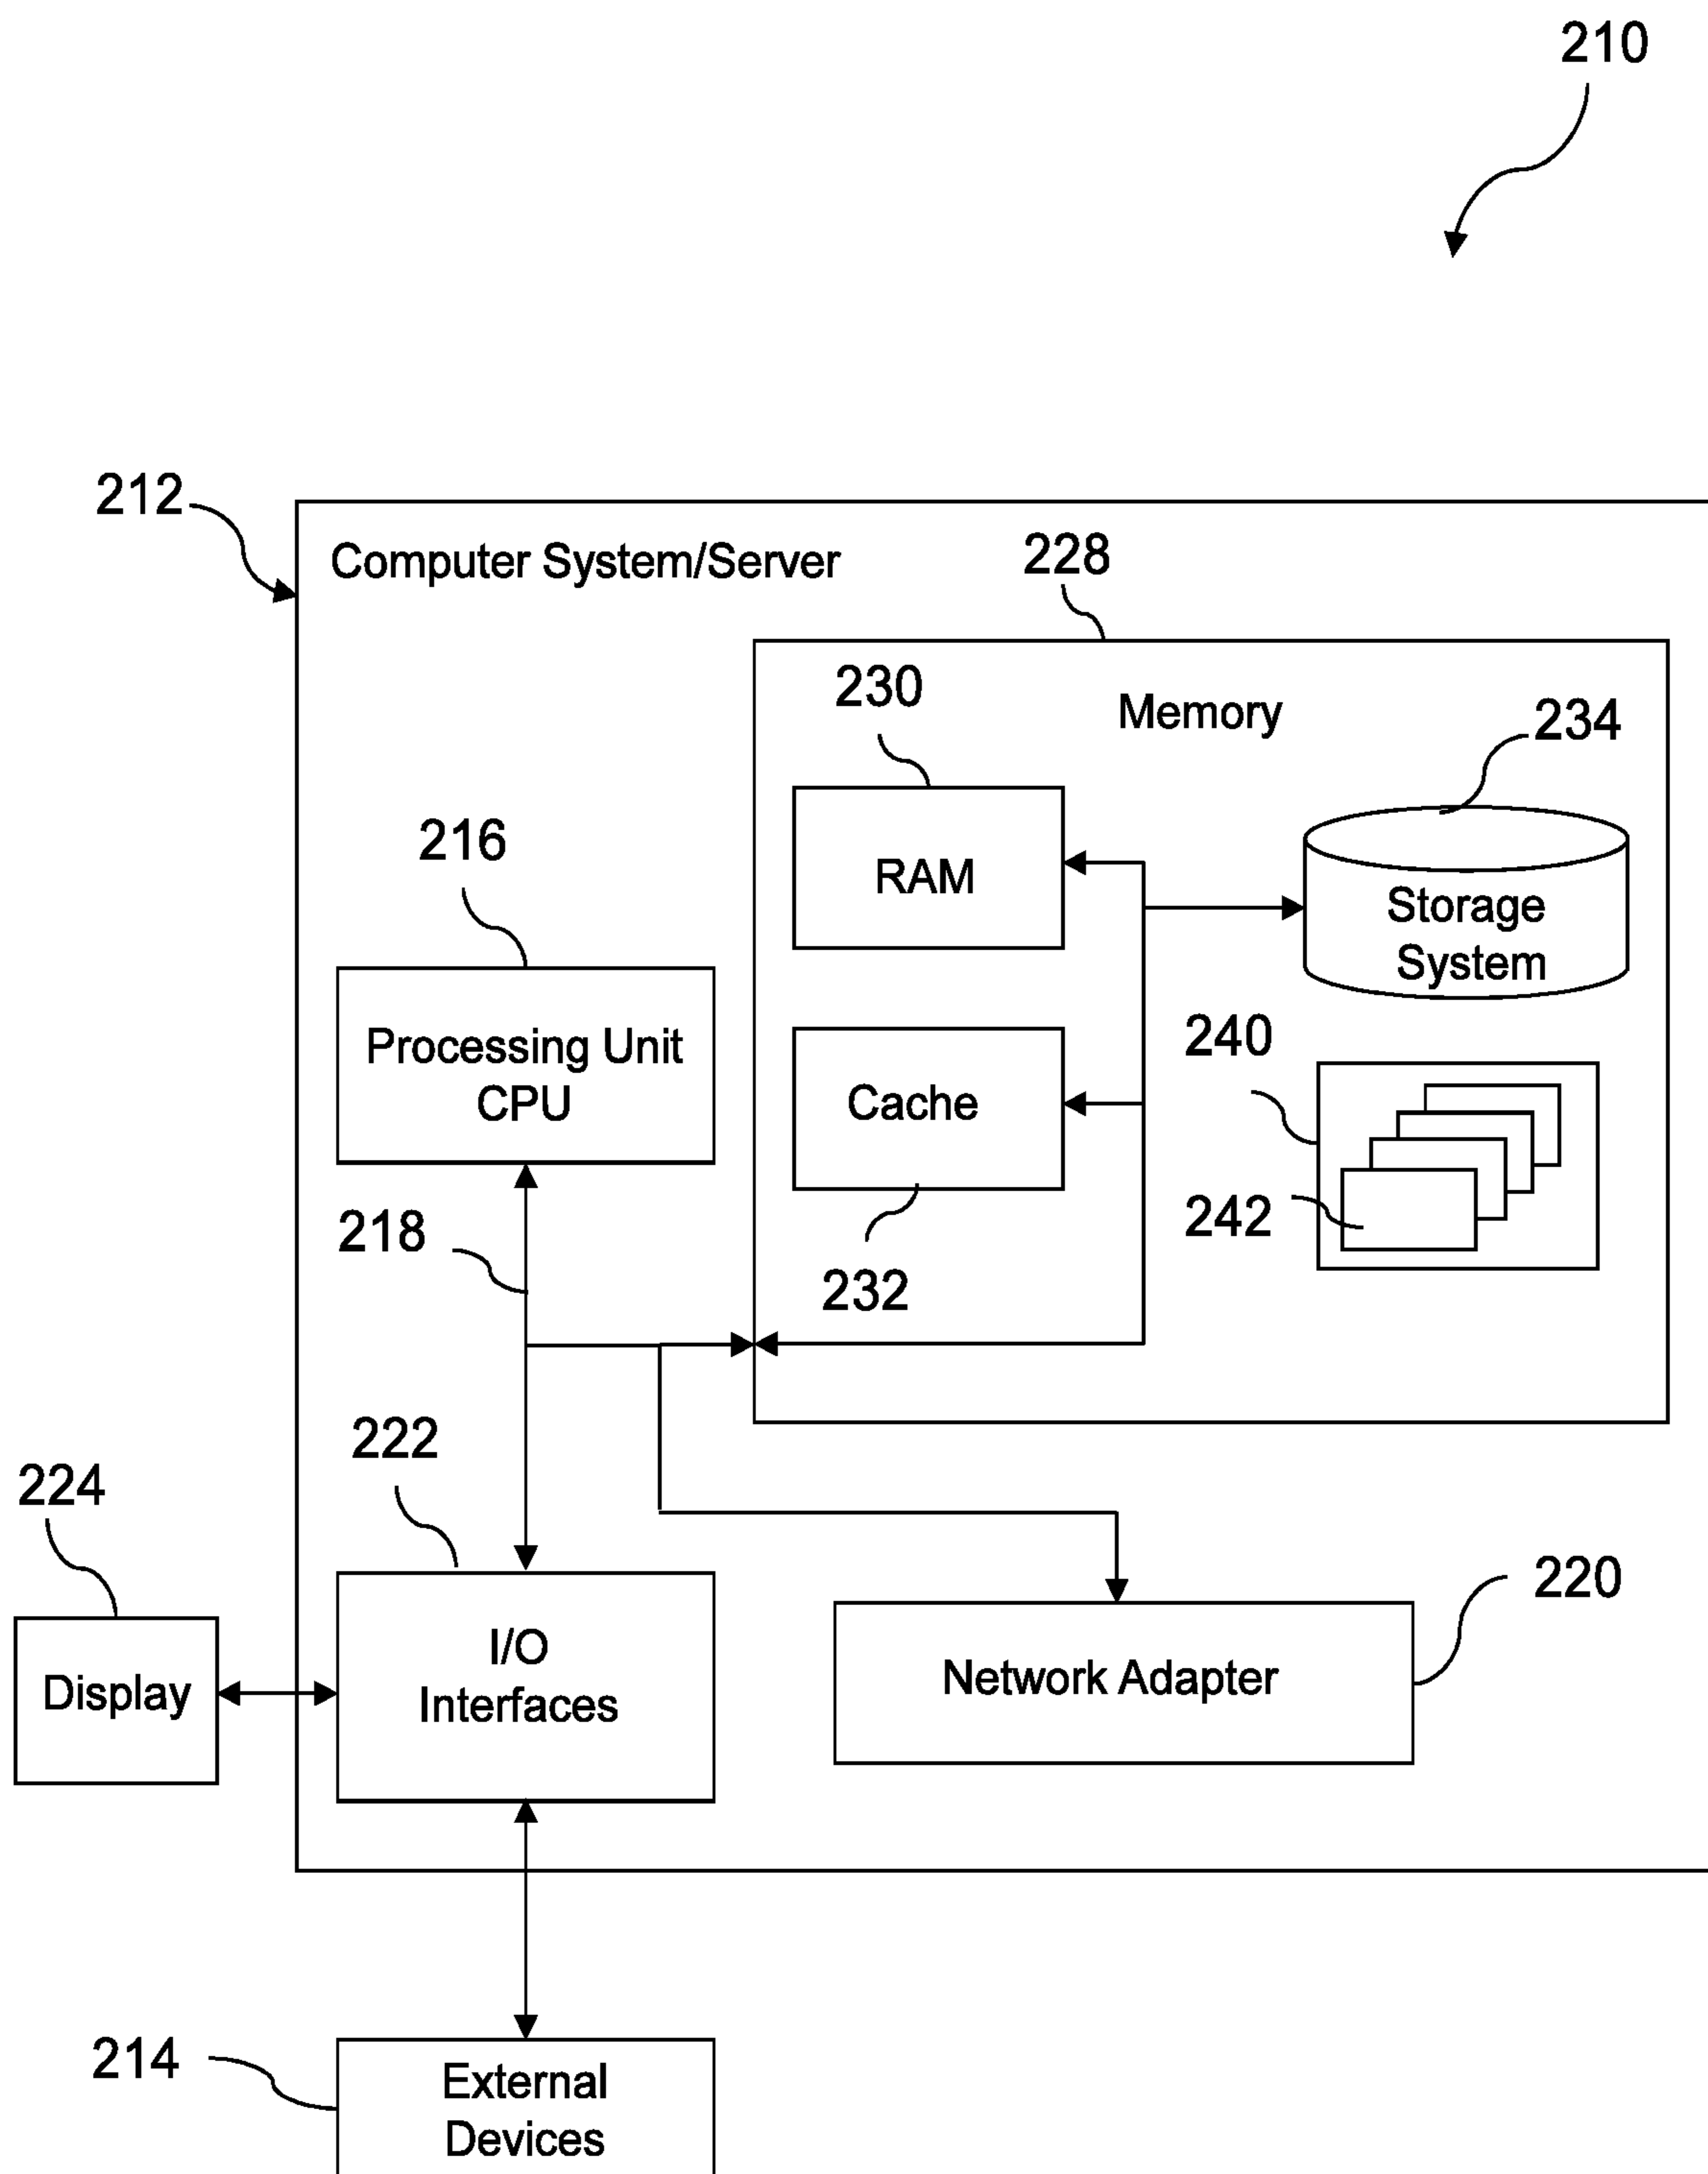 210
212
Computer System/Server
228
230
Memory
234
216
RAM
Storage
System
240
Processing Unit
CPU
Cache
242
218
232
222
224
220
I/O
Interfaces
Network Adapter
Display
214
External
Devices